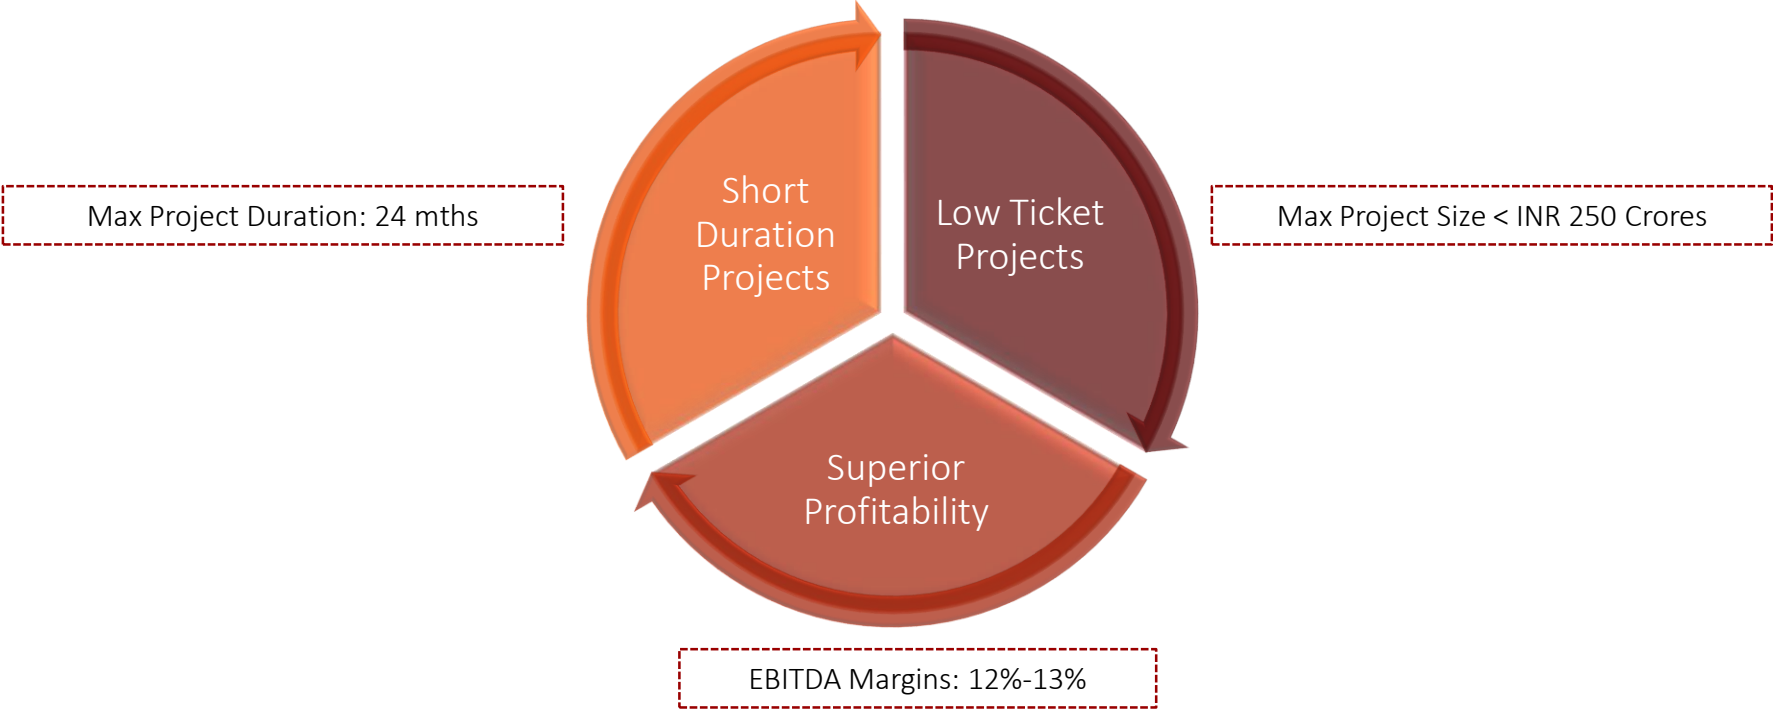 Short
Duration
Projects
Low Ticket
Projects
Max Project Duration: 24 mths
Max Project Size < INR 250 Crores
Superior
Profitability
EBITDA Margins: 12%-13%